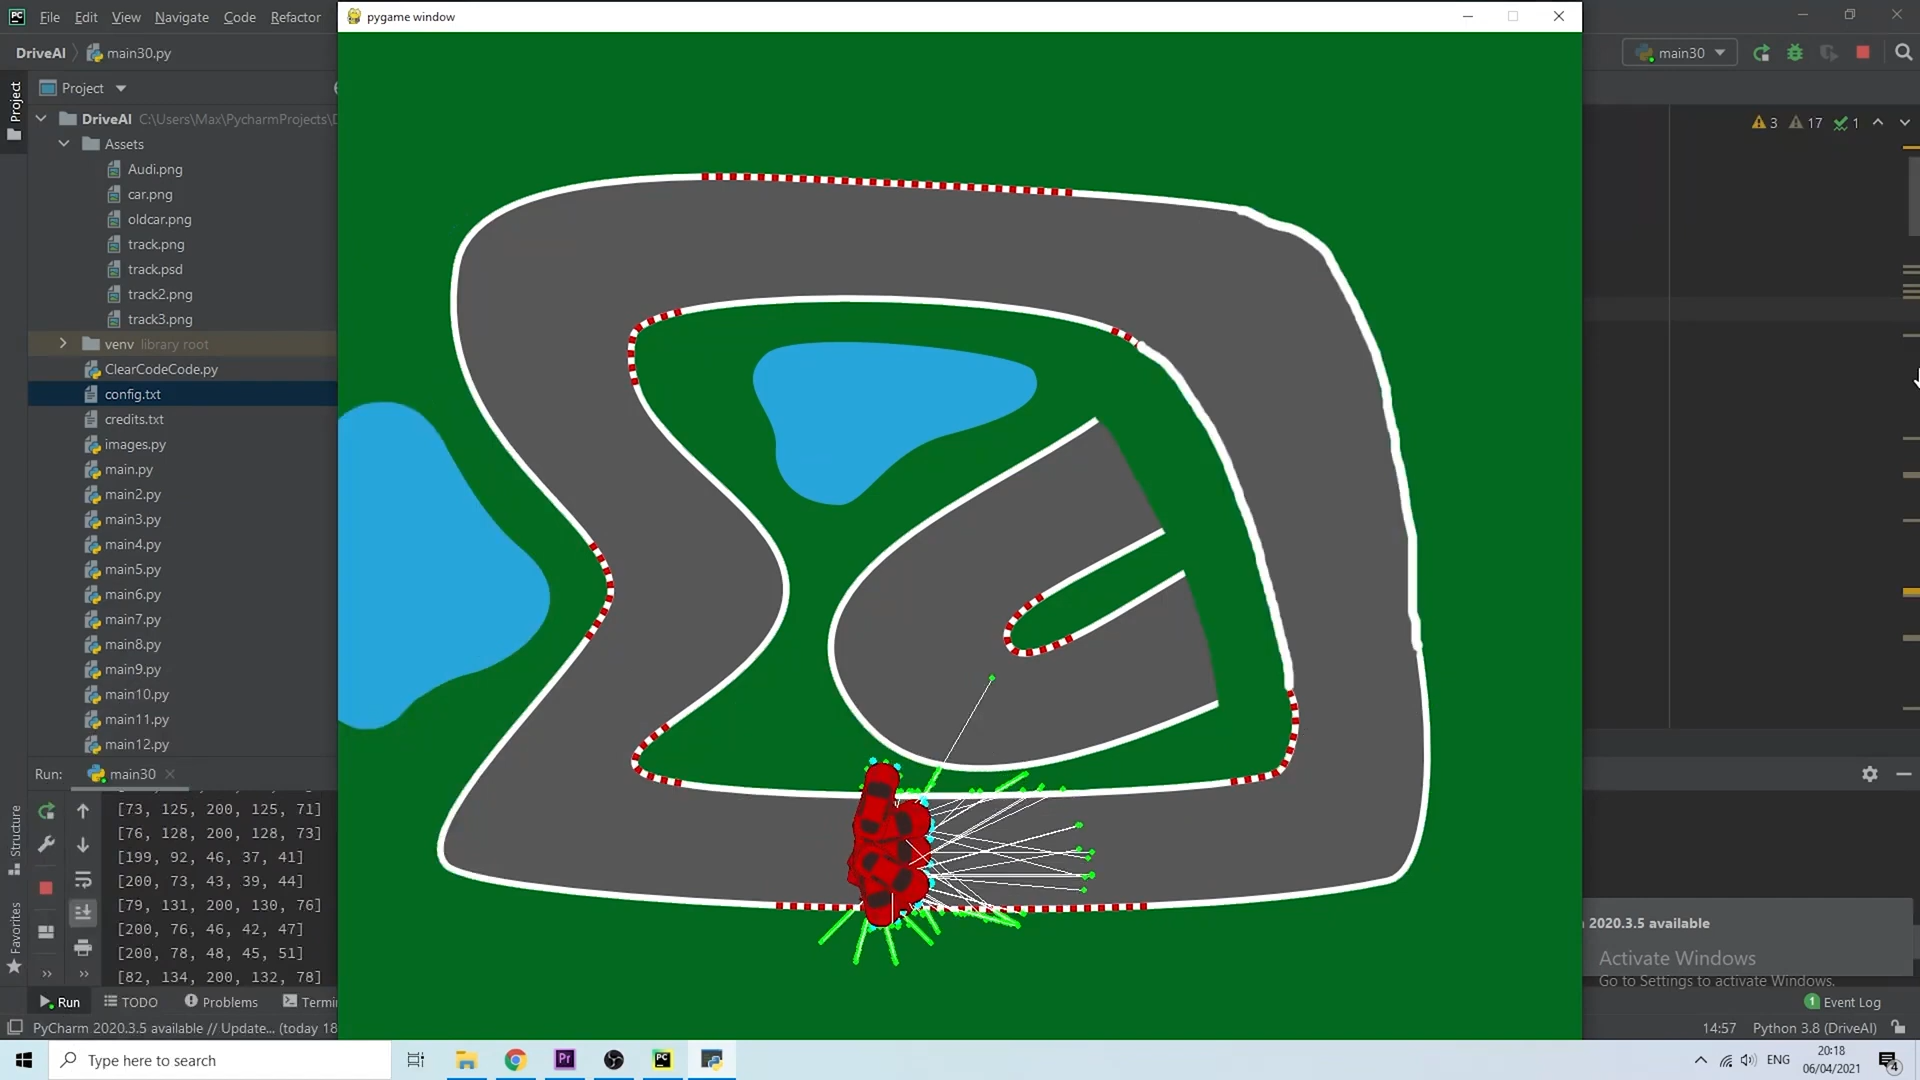 File Edit View Navigate Code Refactor
pygame window
DriveAI main30.py
main30
Project
Project
3 17 1
DriveAI C:\Users\Max\PycharmProjects\
Assets
Audi.png
car.png
oldcar.png
track.png
track.psd
track2.png
track3.png
venv library root
ClearCodeCode.py
config.txt
credits.txt
images.py
main.py
main2.py
main3.py
main4.py
main5.py
main6.py
main7.py
main8.py
main9.py
main10.py
main11.py
main12.py
Run: main30
[73, 125, 200, 125, 71]
[76, 128, 200, 128, 73]
[199, 92, 46, 37, 41]
[200, 73, 43, 39, 44]
[79, 131, 200, 130, 76]
[200, 76, 46, 42, 47]
[200, 78, 48, 45, 51]
[82, 134, 200, 132, 78]
Structure
Favorites
2020.3.5 available
Activate Windows
Go to Settings to activate Windows.
Run TODO Problems Termi
1 Event Log
PyCharm 2020.3.5 available // Update... (today 18
14:57 Python 3.8 (DriveAI)
Type here to search
Pr
PC
ENG
20:18
06/04/2021
4